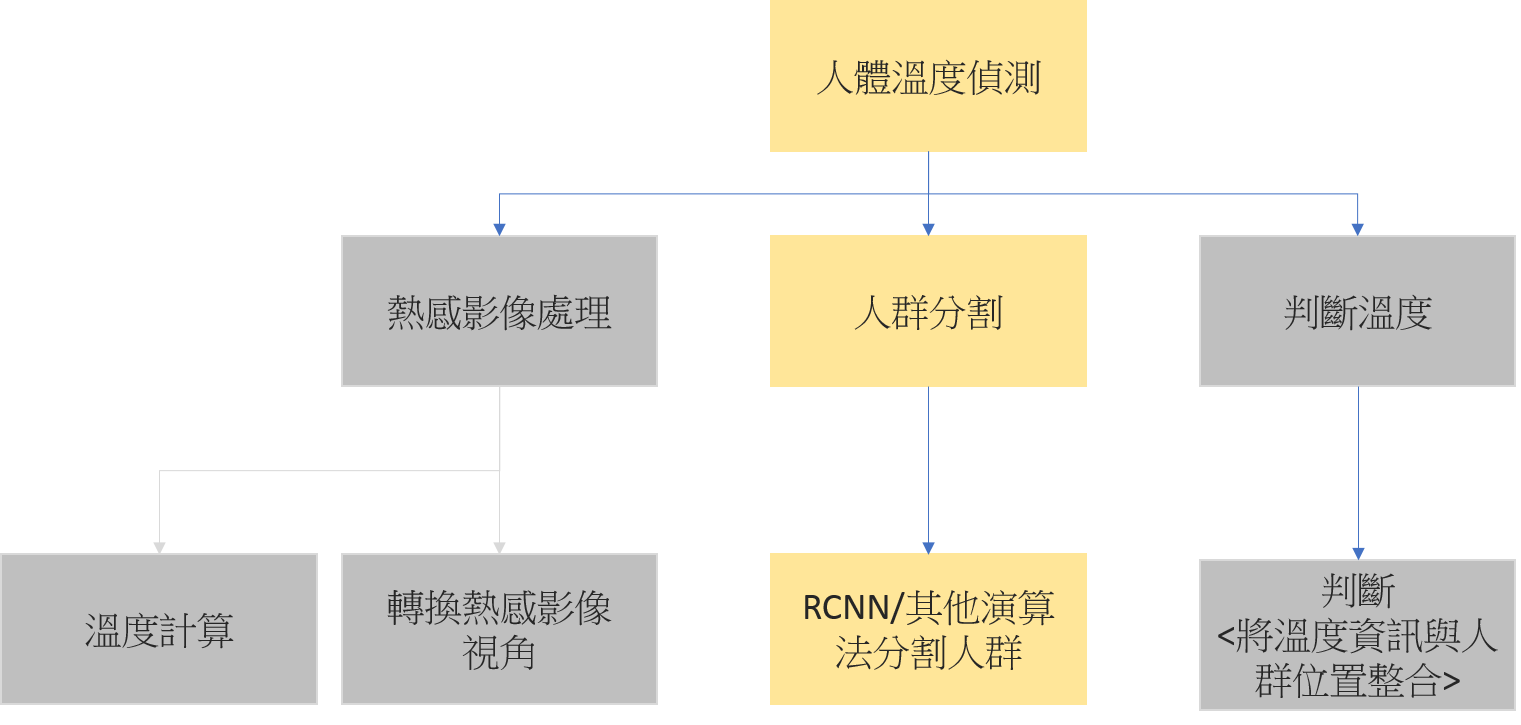 人體溫度偵測
熱感影像處理
人群分割
判斷溫度
溫度計算
轉換熱感影像
視角
RCNN/其他演算
法分割人群
判斷
<將溫度資訊與人
群位置整合>